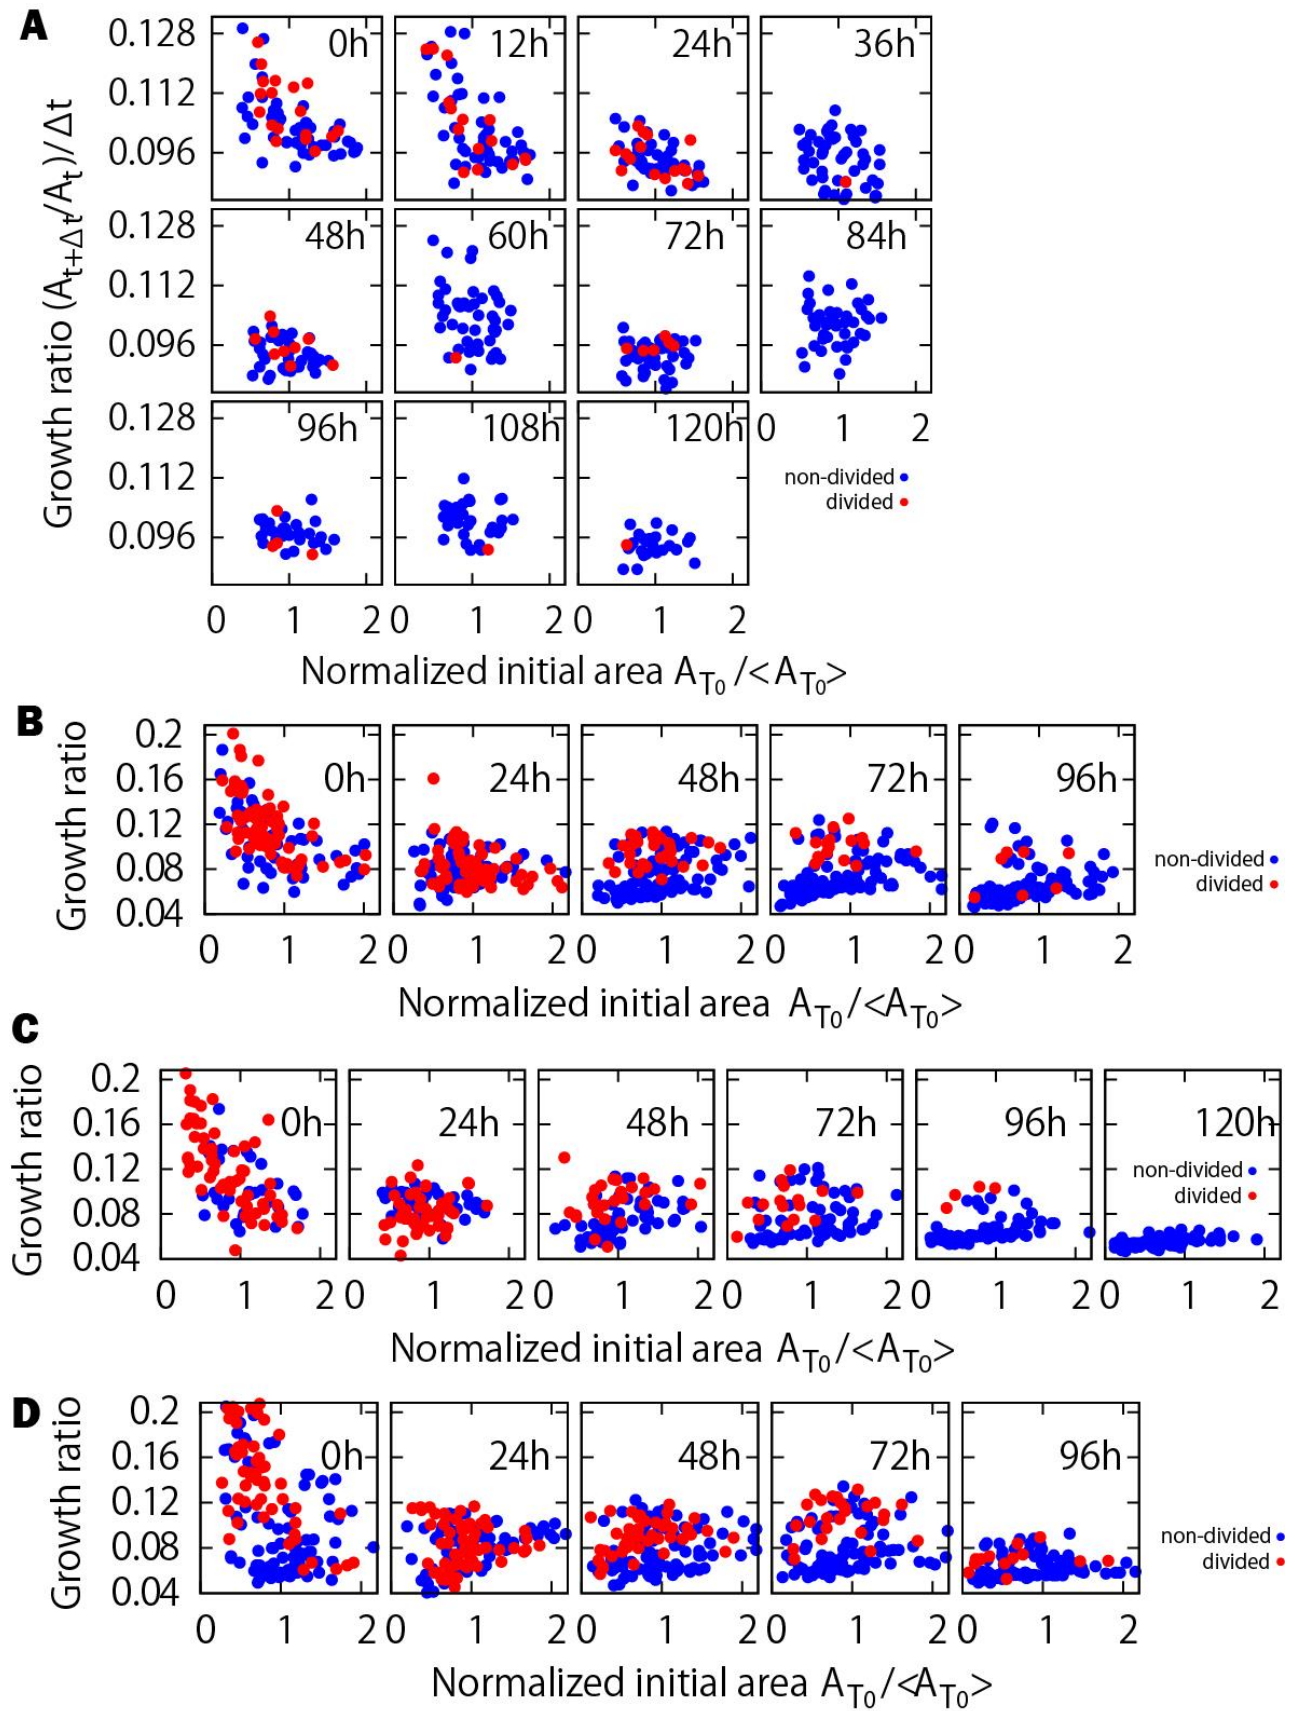 A
0.128
0.112
0.096
0h
12h
24h
36h
0.128
0.112
0.096
48h
60h
72h
84h
0.128
0.112
0.096
96h
108h
120h
0 1 2
non-divided
divided
0 1 2 0 1 2 0 1 2
Growth ratio (At+Δt/At)/Δt
Normalized initial area AT0 /<AT0>
B
0.2
0.16
0.12
0.08
0.04
Growth ratio
0h
24h
48h
72h
96h
non-divided
divided
0 1 2 0 1 2 0 1 2 0 1 2 0 1 2
Normalized initial area AT0 /<AT0>
C
0.2
0.16
0.12
0.08
0.04
Growth ratio
0h
24h
48h
72h
96h
120h
non-divided
divided
0 1 2 0 1 2 0 1 2 0 1 2 0 1 2 0 1 2
Normalized initial area AT0 /<AT0>
D
0.2
0.16
0.12
0.08
0.04
Growth ratio
0h
24h
48h
72h
96h
non-divided
divided
0 1 2 0 1 2 0 1 2 0 1 2 0 1 2
Normalized initial area AT0 /<AT0>